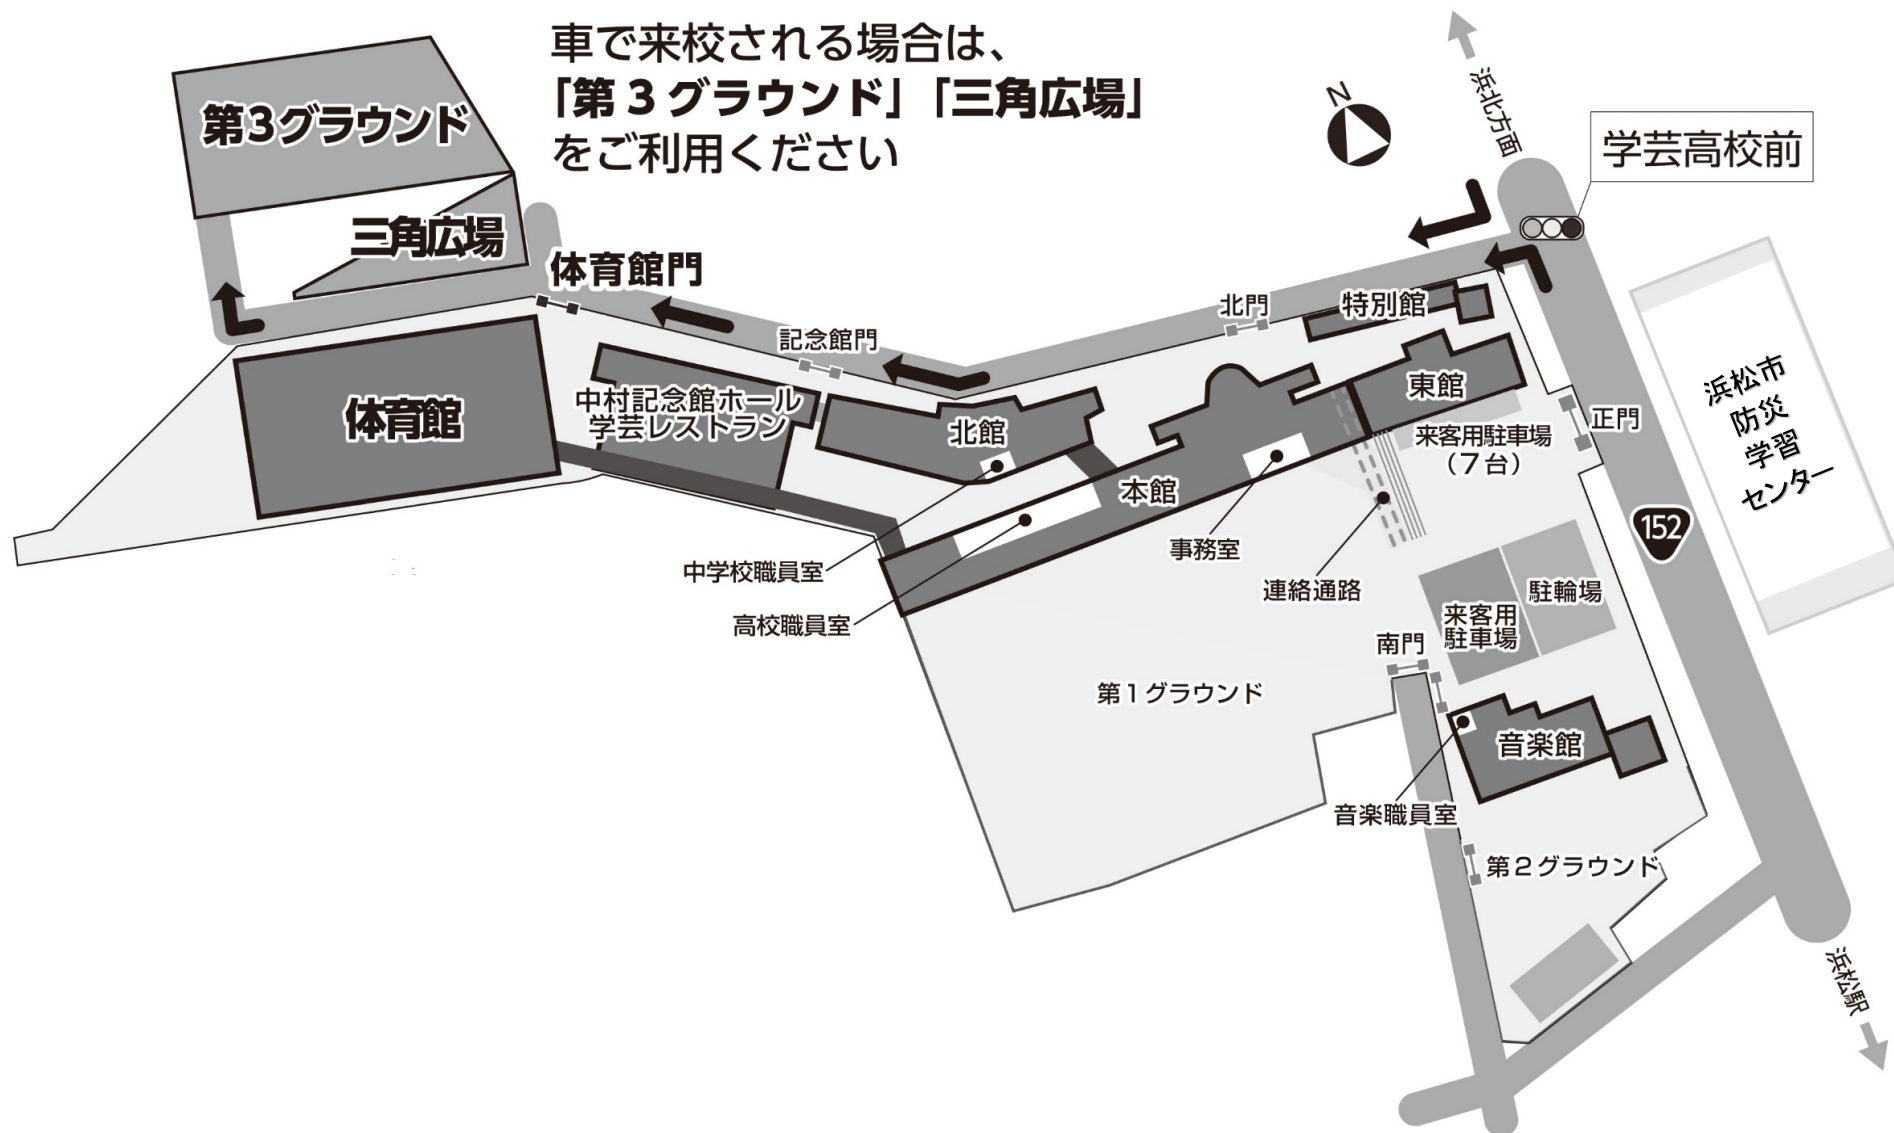 車で来校される場合は、
「第３グラウンド」「三角広場」
をご利用ください
N
浜北方面
学芸高校前
第3グラウンド
三角広場
体育館門
記念館門
北門
特別館
東館
正門
浜松市
防災
学習
センター
体育館
中村記念館ホール
学芸レストラン
北館
来客用駐車場
（７台）
本館
152
中学校職員室
事務室
高校職員室
連絡通路
駐輪場
来客用
駐車場
南門
第１グラウンド
音楽館
音楽職員室
第２グラウンド
浜松駅